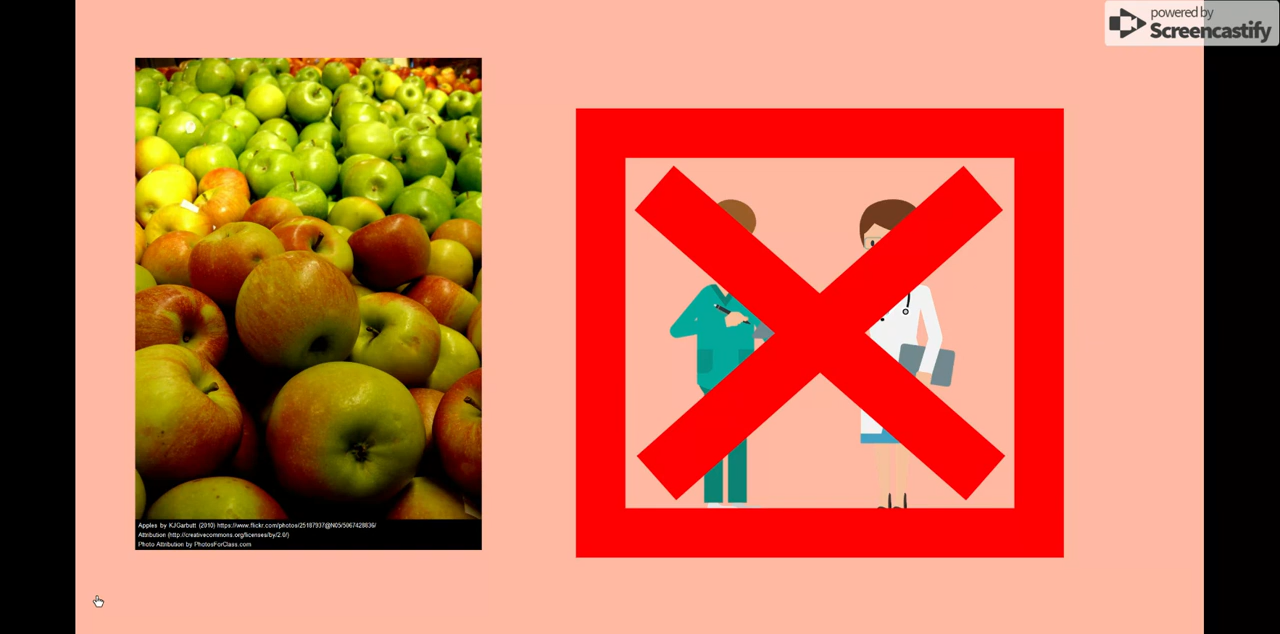 powered by
Screencastify
Apples by KJGarbutt (2010) https://www.flickr.com/photos/25187937@N05/5067428836/
Attribution (http://creativecommons.org/licenses/by/2.0/)
Photo Attribution by PhotosForClass.com